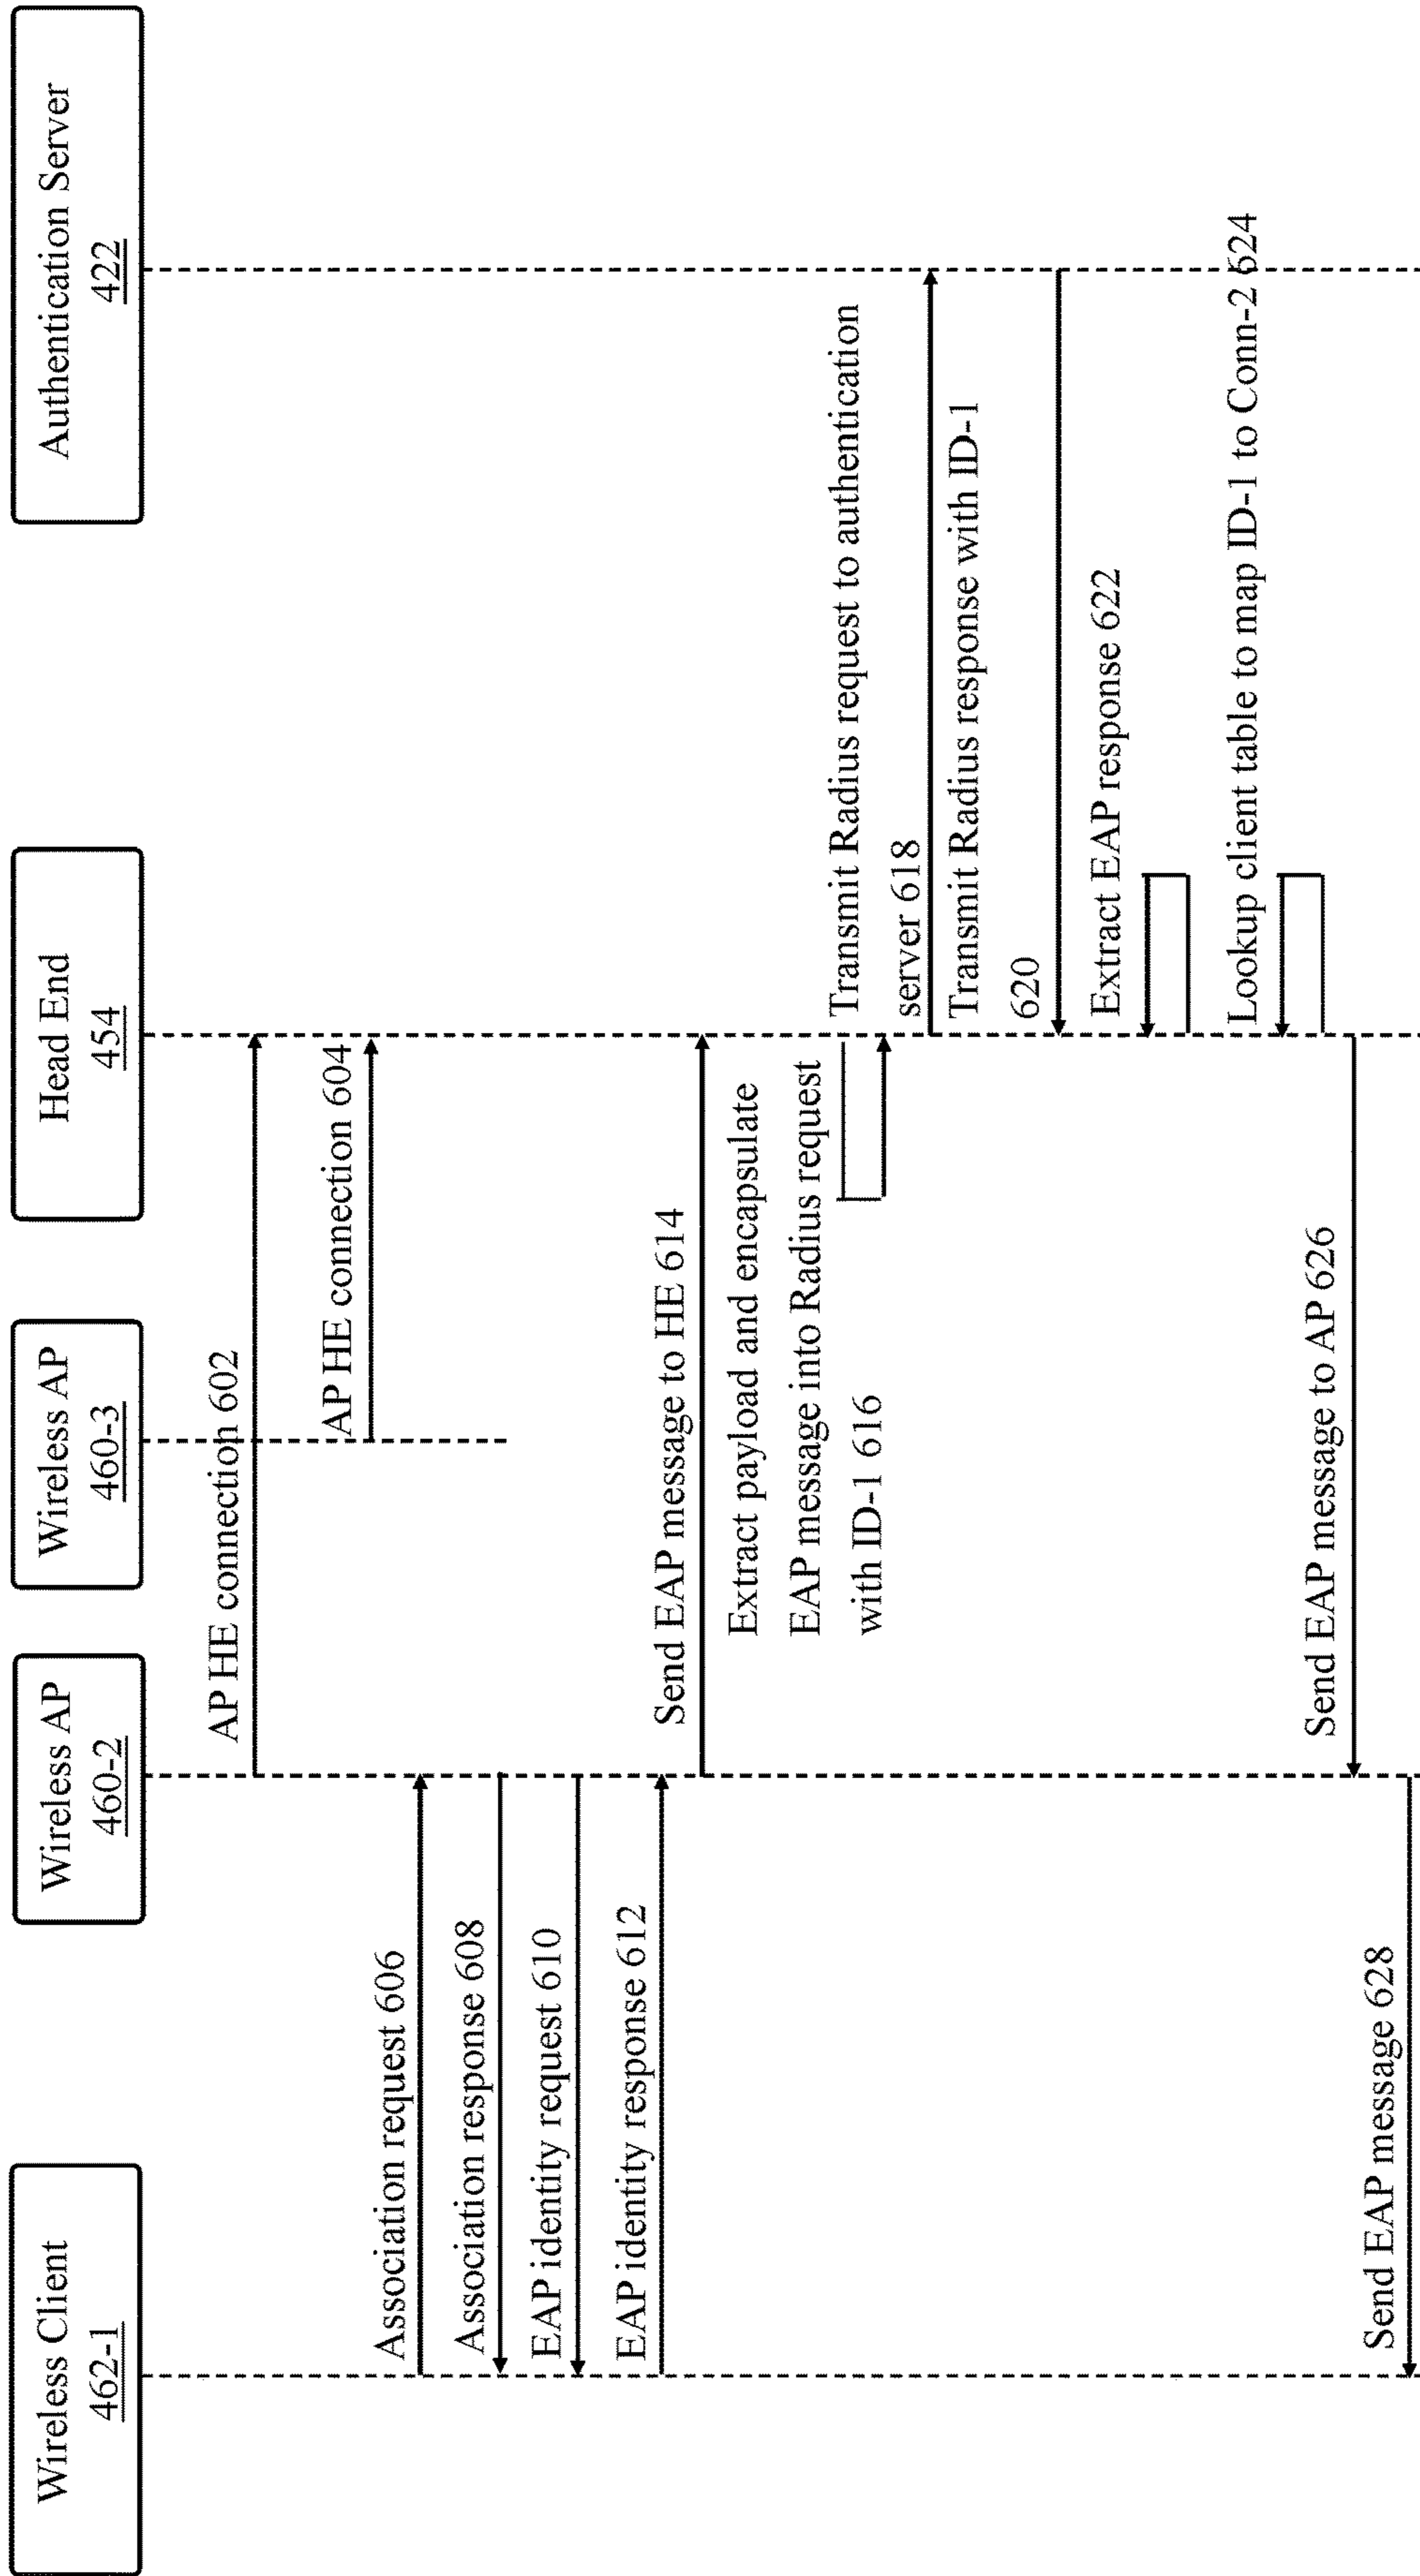 Wireless Client
462-1
Wireless AP
460-2
Wireless AP
460-3
Head End
454
Authentication Server
422
AP HE connection 602
AP HE connection 604
Association request 606
Association response 608
EAP identity request 610
EAP identity response 612
Send EAP message to HE 614
Extract payload and encapsulate
EAP message into Radius request
with ID-1 616
Transmit Radius request to authentication
server 618
Transmit Radius response with ID-1
620
Extract EAP response 622
Lookup client table to map ID-1 to Conn-2 624
Send EAP message to AP 626
Send EAP message 628